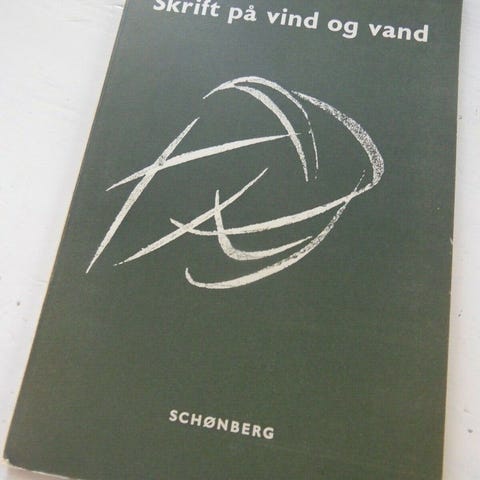 Skrift på vind og vand
SCHØNBERG